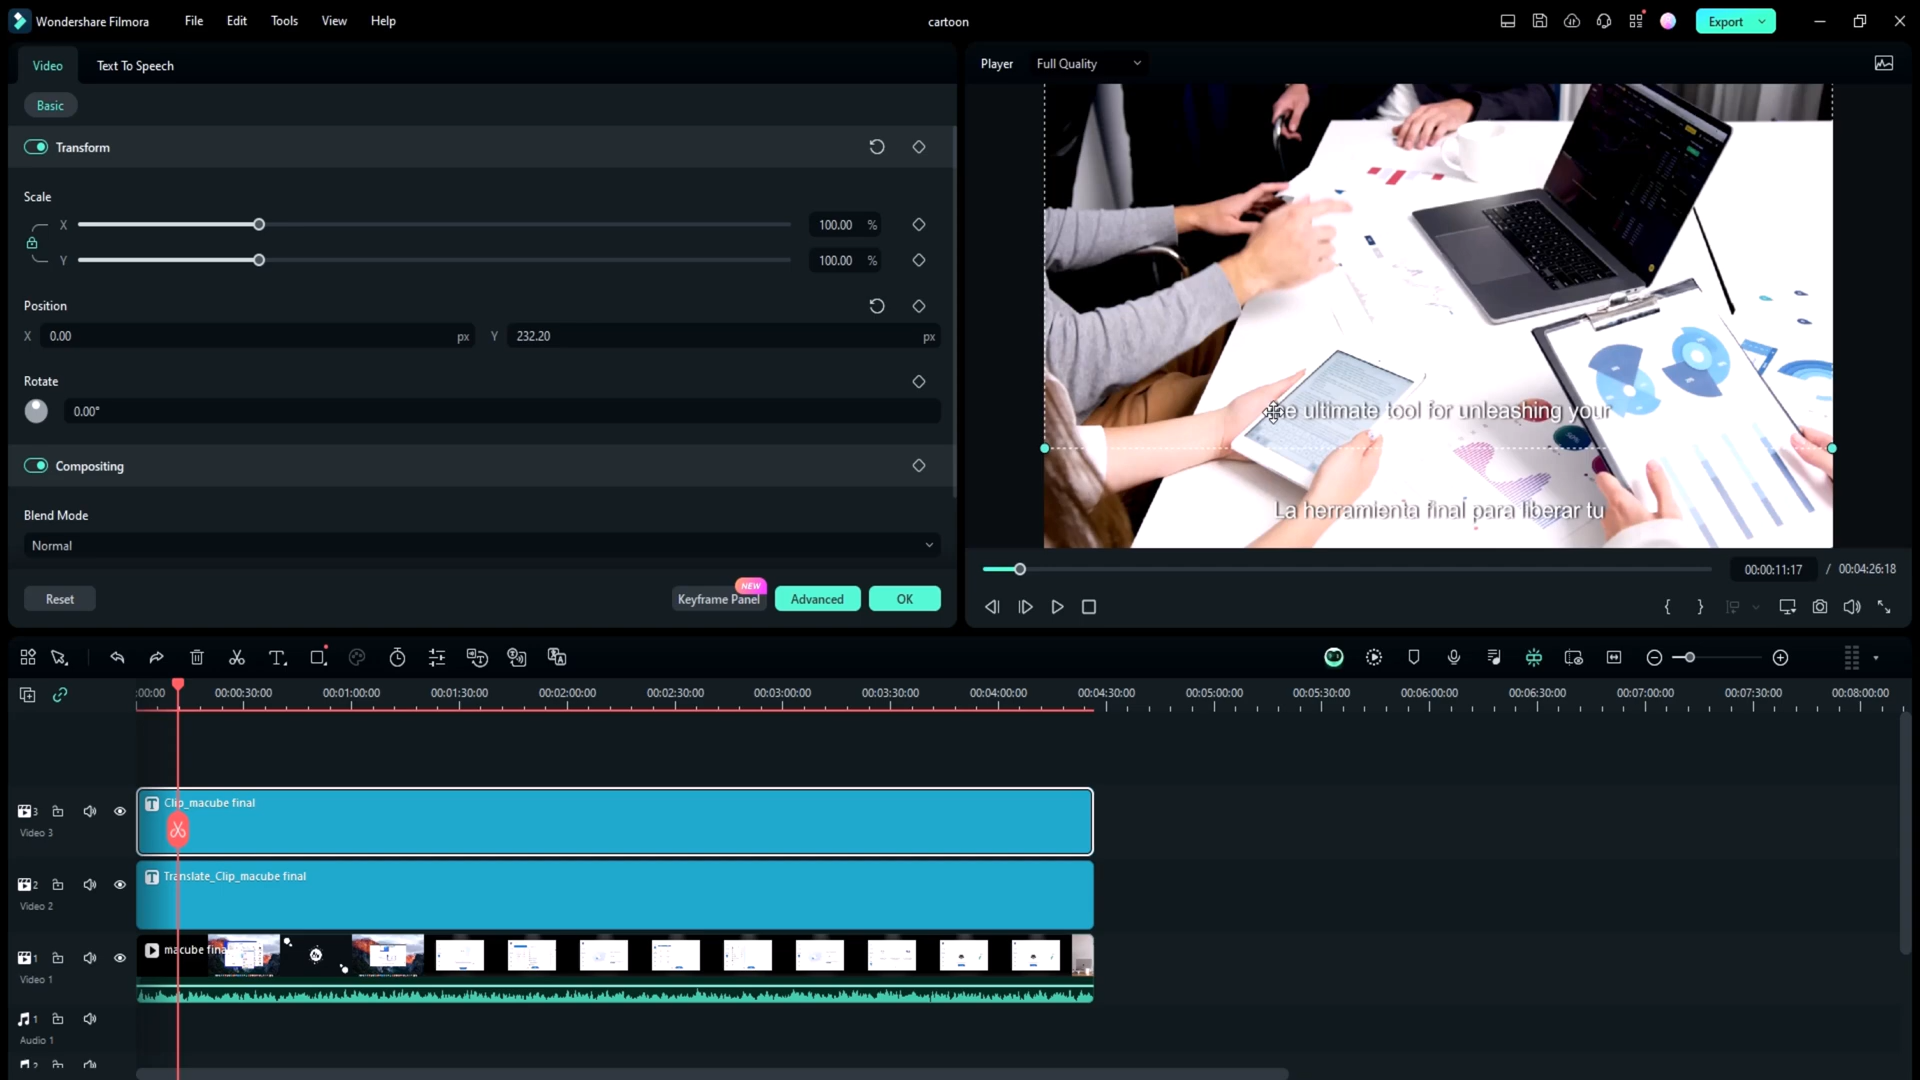 Wondershare Filmora File Edit Tools View Help cartoon Export
Video Text To Speech
Player Full Quality
Basic
Transform
Scale
X 100.00 %
Y 100.00 %
Position
X 0.00 px Y 232.20 px
Rotate
0.00°
Compositing
Blend Mode
Normal
Reset Keyframe Panel NEW Advanced OK
ultimate tool for unleashing your
La herramienta final para liberar tu
00:00:11:17 / 00:04:26:18
{ }
:00:00 00:00:30:00 00:01:00:00 00:01:30:00 00:02:00:00 00:02:30:00 00:03:00:00 00:03:30:00 00:04:00:00 00:04:30:00 00:05:00:00 00:05:30:00 00:06:00:00 00:06:30:00 00:07:00:00 00:07:30:00 00:08:00:00
3 Clip_macube final
Video 3
2 Translate_Clip_macube final
Video 2
1 macube fina
Video 1
1
Audio 1